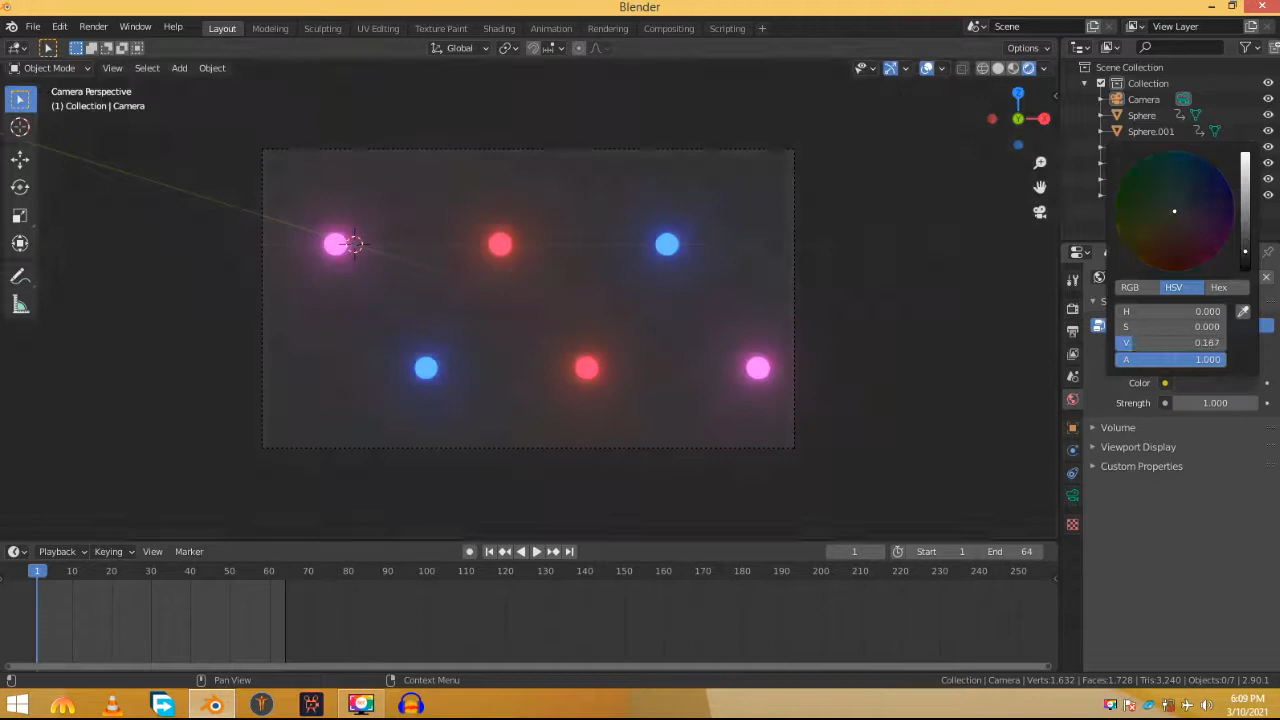 Blender
File Edit Render Window Help Layout Modeling Sculpting UV Editing Texture Paint Shading Animation Rendering Compositing Scripting + Scene View Layer
Global Options
Object Mode View Select Add Object
Scene Collection
Camera Perspective
(1) Collection | Camera
Collection
Camera
Sphere
Sphere.001
Z
Y
X
RGB HSV Hex
H 0.000
S 0.000
V 0.167
A 1.000
Color
Strength 1.000
Volume
Viewport Display
Custom Properties
Playback Keying View Marker 1 Start 1 End 64
1 10 20 30 40 50 60 70 80 90 100 110 120 130 140 150 160 170 180 190 200 210 220 230 240 250
Pan View Context Menu Collection | Camera | Verts:1,632 | Faces:1,728 | Tris:3,240 | Objects:0/7 | 2.90.1
6:09 PM
3/10/2021